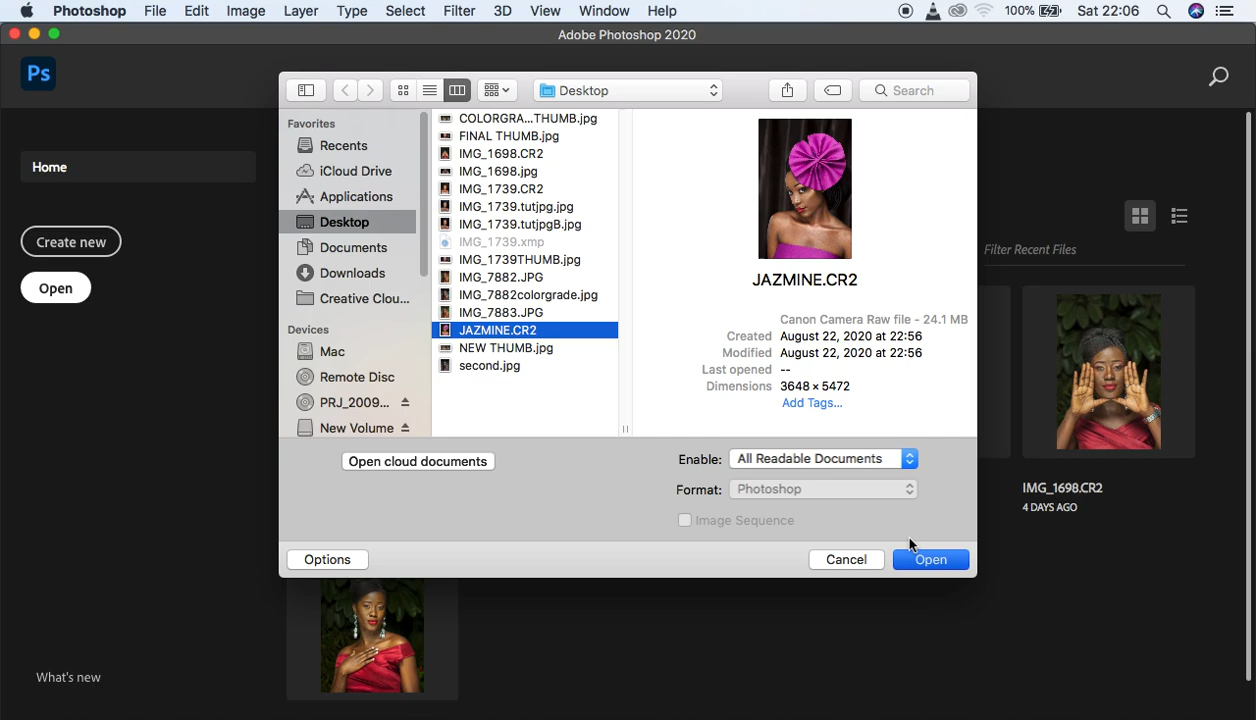 Photoshop File Edit Image Layer Type Select Filter 3D View Window Help 100% Sat 22:06
Adobe Photoshop 2020
Ps
Desktop
Search
Home
Create new
Open
What's new
Favorites
Recents
iCloud Drive
Applications
Desktop
Documents
Downloads
Creative Clou...
Devices
Mac
Remote Disc
PRJ_2009...
New Volume
COLORGRA...THUMB.jpg
FINAL THUMB.jpg
IMG_1698.CR2
IMG_1698.jpg
IMG_1739.CR2
IMG_1739.tutjpg.jpg
IMG_1739.tutjpgB.jpg
IMG_1739.xmp
IMG_1739THUMB.jpg
IMG_7882.JPG
IMG_7882colorgrade.jpg
IMG_7883.JPG
JAZMINE.CR2
NEW THUMB.jpg
second.jpg
JAZMINE.CR2
Canon Camera Raw file - 24.1 MB
Created August 22, 2020 at 22:56
Modified August 22, 2020 at 22:56
Last opened --
Dimensions 3648 × 5472
Add Tags...
Open cloud documents
Enable: All Readable Documents
Format: Photoshop
Image Sequence
Options
Cancel
Open
Filter Recent Files
IMG_1698.CR2
4 DAYS AGO